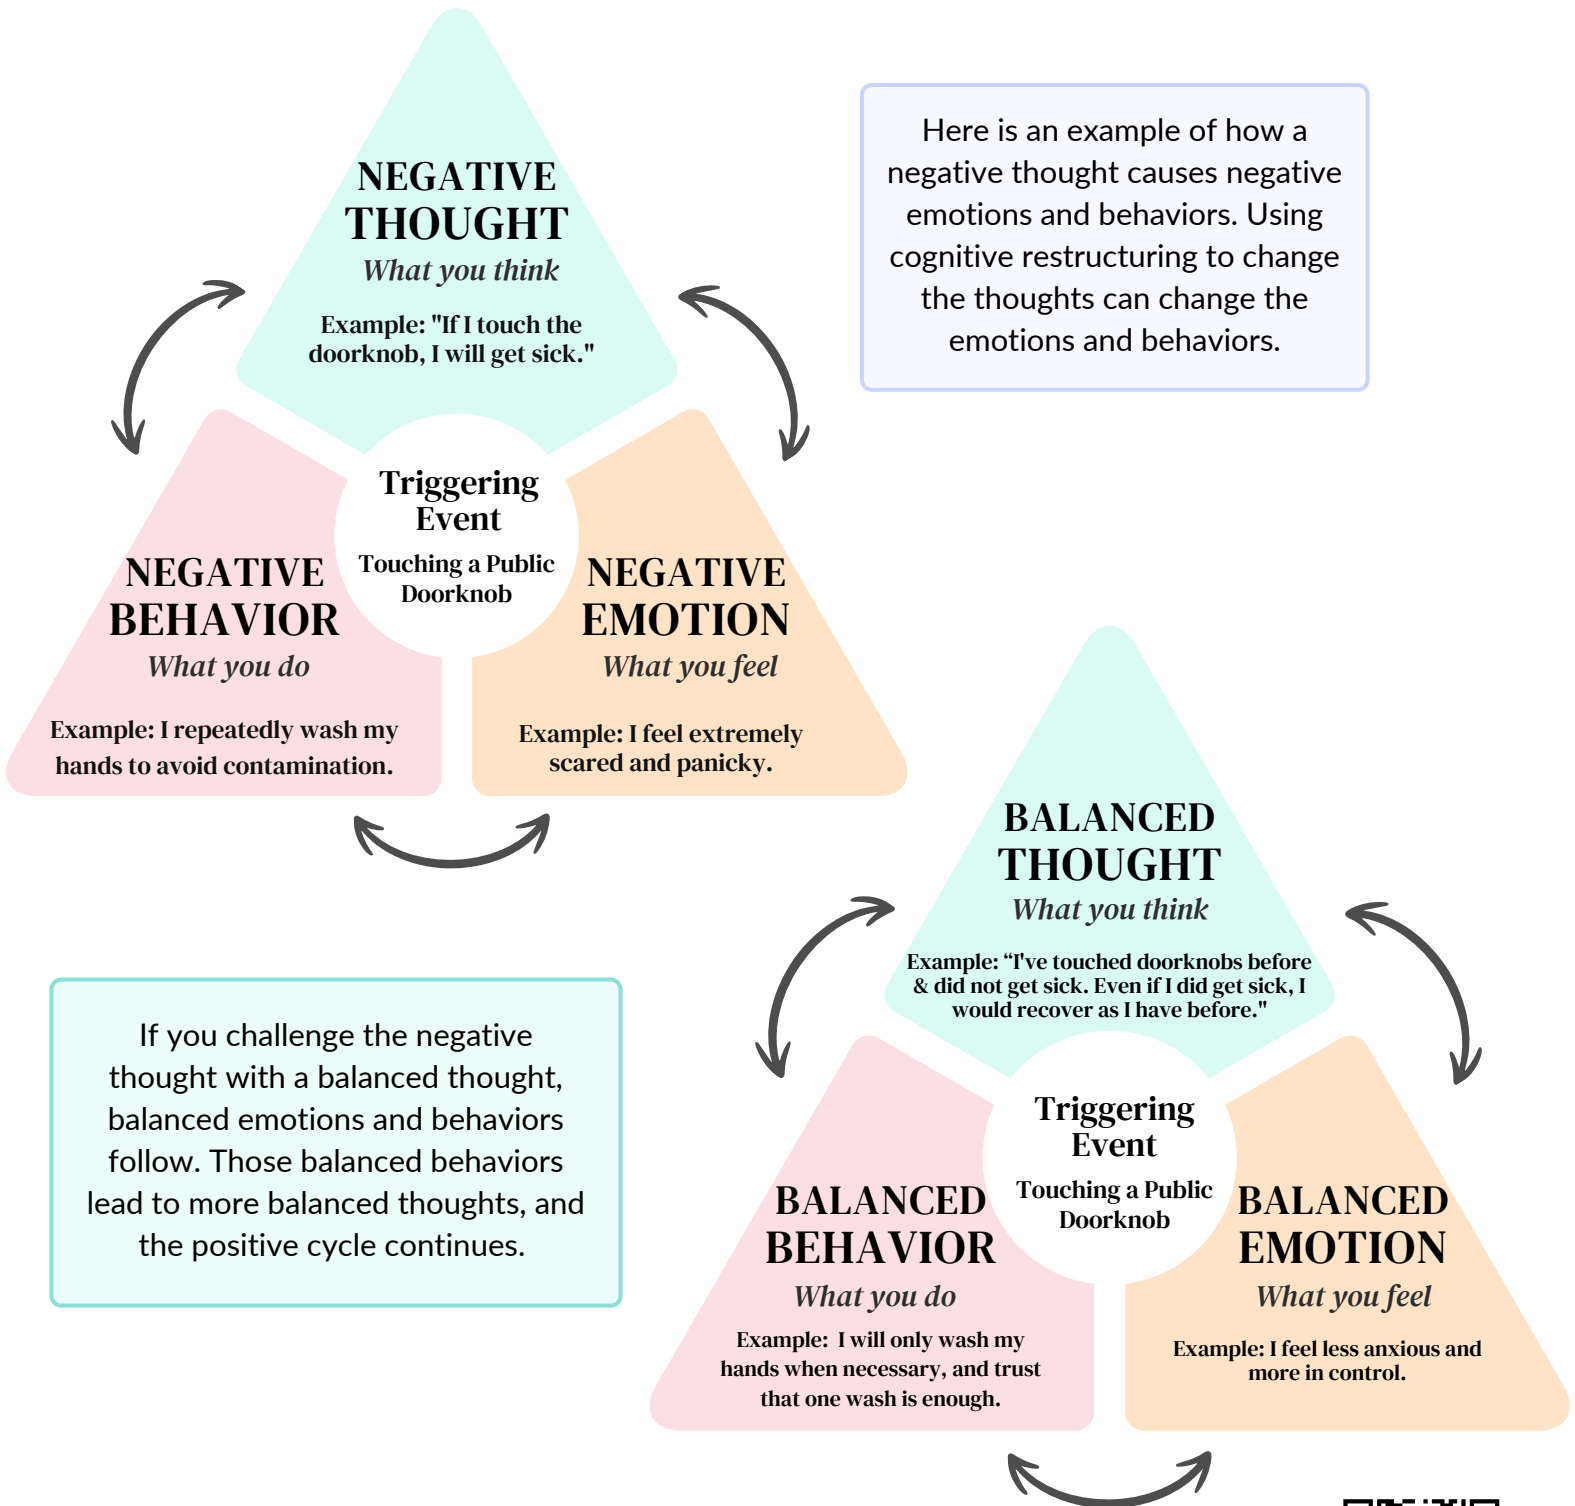 NEGATIVE
THOUGHT
What you think
Example: "If I touch the
doorknob, I will get sick."
Here is an example of how a
negative thought causes negative
emotions and behaviors. Using
cognitive restructuring to change
the thoughts can change the
emotions and behaviors.
Triggering
Event
Touching a Public
Doorknob
NEGATIVE
BEHAVIOR
What you do
Example: I repeatedly wash my
hands to avoid contamination.
NEGATIVE
EMOTION
What you feel
Example: I feel extremely
scared and panicky.
BALANCED
THOUGHT
What you think
Example: “I've touched doorknobs before
& did not get sick. Even if I did get sick, I
would recover as I have before."
If you challenge the negative
thought with a balanced thought,
balanced emotions and behaviors
follow. Those balanced behaviors
lead to more balanced thoughts, and
the positive cycle continues.
Triggering
Event
Touching a Public
Doorknob
BALANCED
BEHAVIOR
What you do
Example: I will only wash my
hands when necessary, and trust
that one wash is enough.
BALANCED
EMOTION
What you feel
Example: I feel less anxious and
more in control.